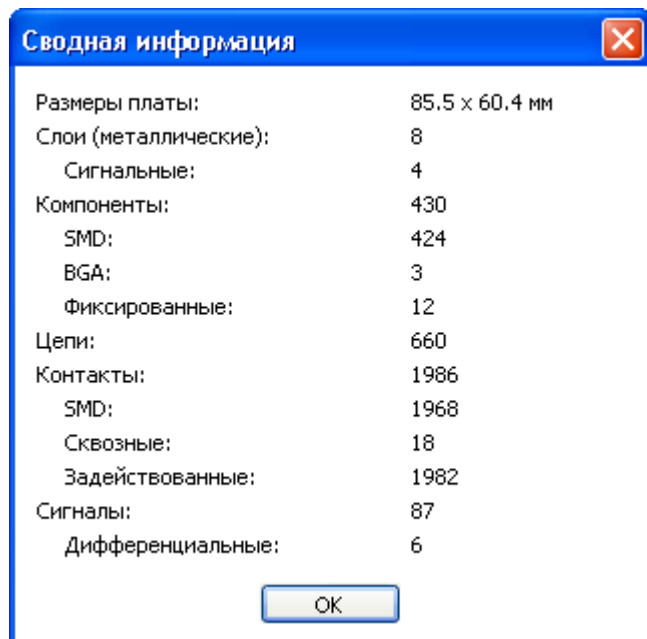 Сводная информация
Размеры платы: 85.5 x 60.4 мм
Слои (металлические): 8
Сигнальные: 4
Компоненты: 430
SMD: 424
BGA: 3
Фиксированные: 12
Цепи: 660
Контакты: 1986
SMD: 1968
Сквозные: 18
Задействованные: 1982
Сигналы: 87
Дифференциальные: 6
OK